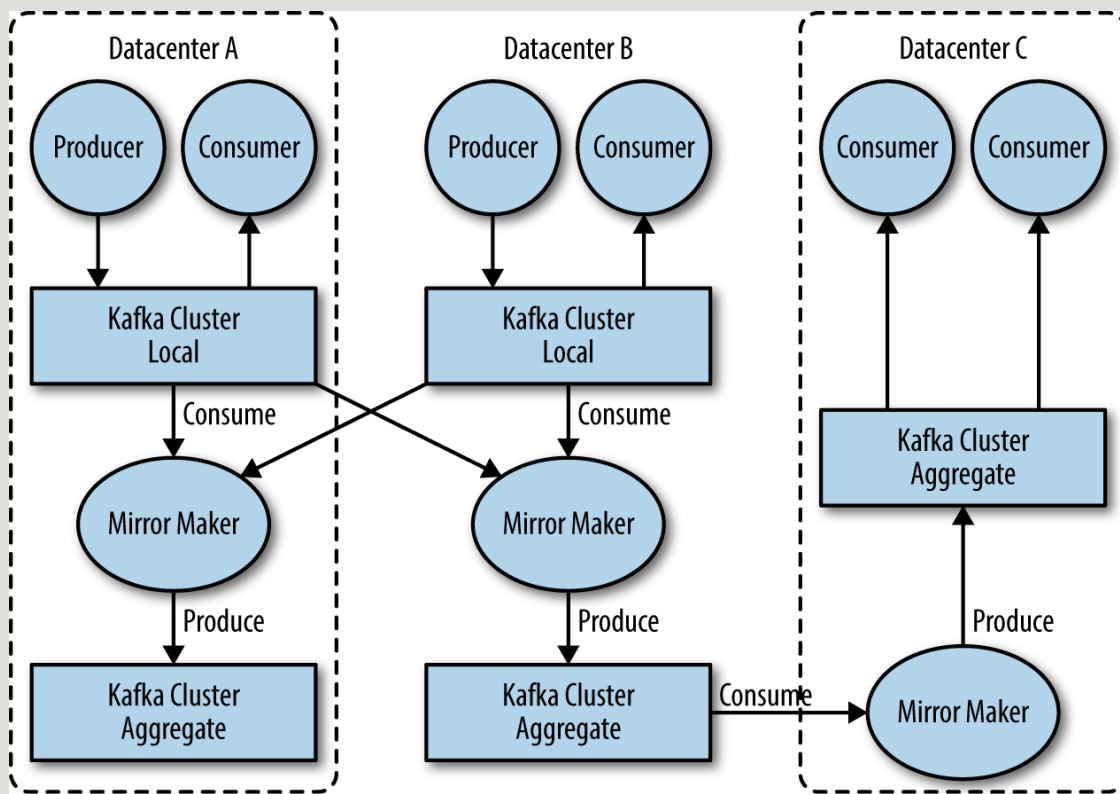 Datacenter A
Datacenter B
Datacenter C
Producer
Consumer
Producer
Consumer
Consumer
Consumer
Kafka Cluster
Local
Kafka Cluster
Local
Consume
Consume
Kafka Cluster
Aggregate
Mirror Maker
Mirror Maker
Produce
Produce
Produce
Kafka Cluster
Aggregate
Kafka Cluster
Aggregate
Consume
Mirror Maker